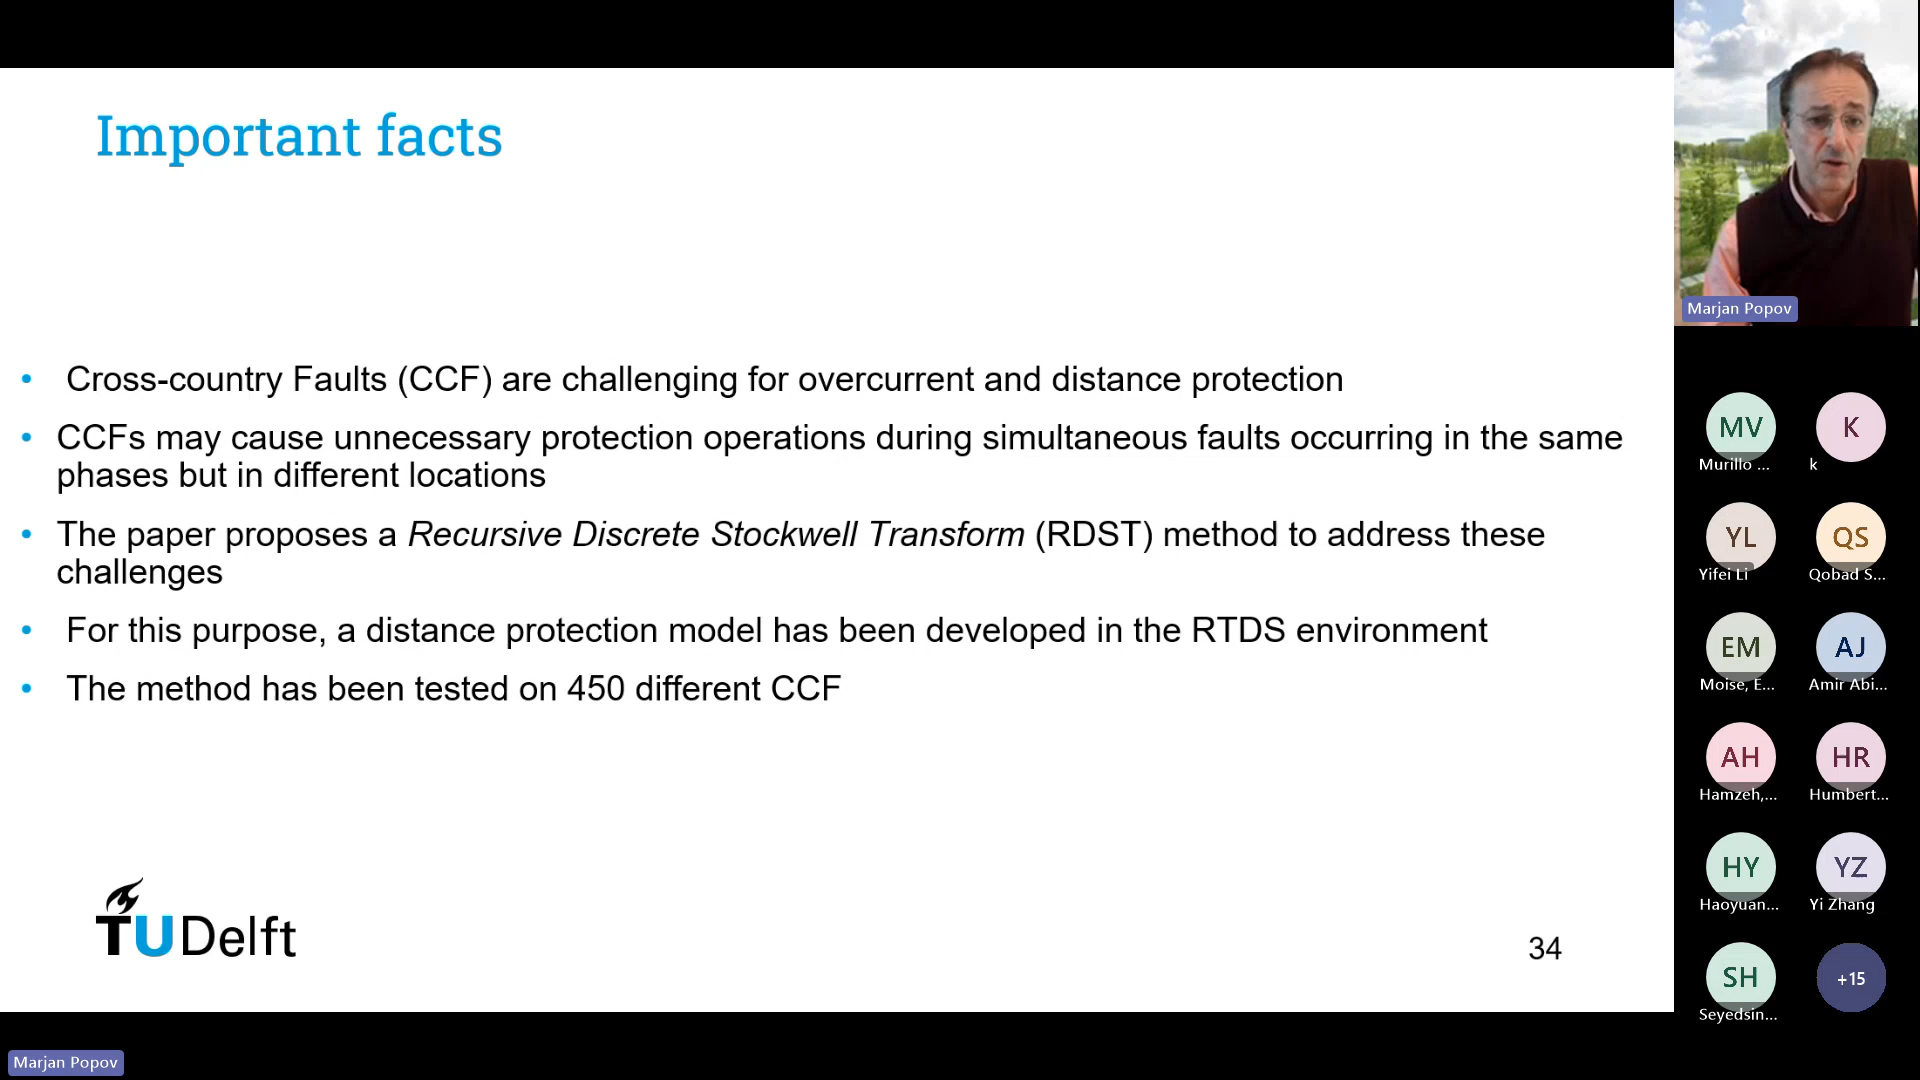 Important facts
• Cross-country Faults (CCF) are challenging for overcurrent and distance protection
• CCFs may cause unnecessary protection operations during simultaneous faults occurring in the same
phases but in different locations
• The paper proposes a Recursive Discrete Stockwell Transform (RDST) method to address these
challenges
• For this purpose, a distance protection model has been developed in the RTDS environment
• The method has been tested on 450 different CCF
TUDelft
34
Marjan Popov
Marjan Popov
MV
Murillo ...
K
k
YL
Yifei Li
QS
Qobad S...
EM
Moise, E...
AJ
Amir Abi...
AH
Hamzeh,...
HR
Humbert...
HY
Haoyuan...
YZ
Yi Zhang
SH
Seyedsin...
+15